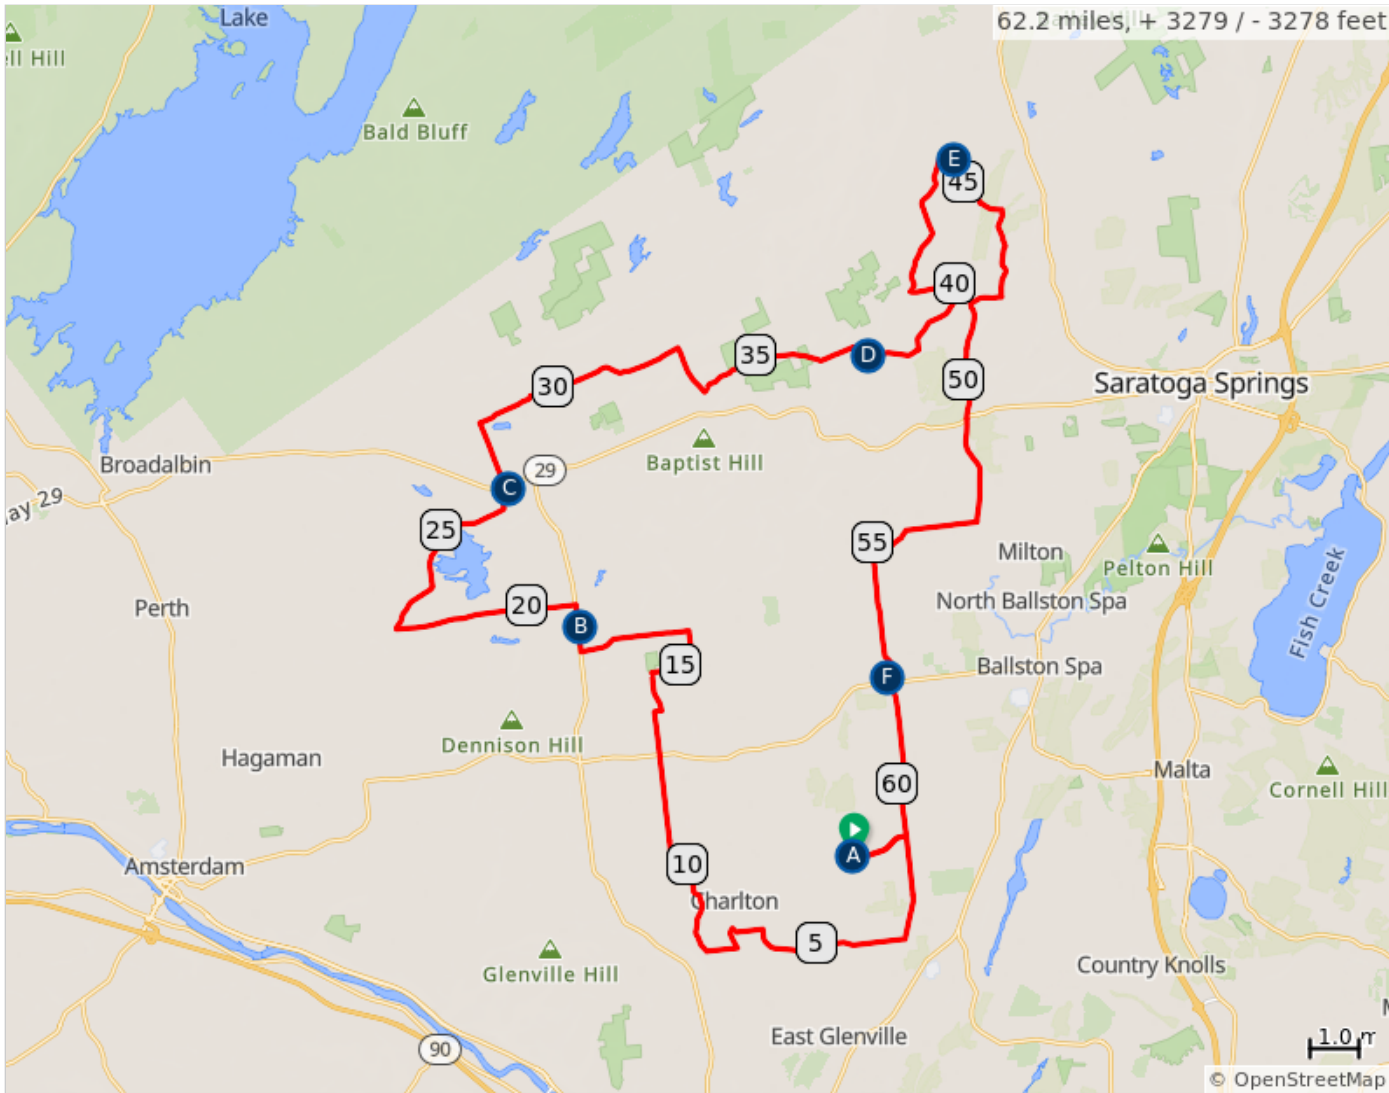 Lake
62.2 miles, + 3279 / - 3278 feet
ell Hill
Bald Bluff
E
45
40
35
D
30
50
Saratoga Springs
Baptist Hill
Broadalbin
29
C
ay 29
25
55
Milton
Pelton Hill
Fish Creek
20
Perth
North Ballston Spa
B
15
Ballston Spa
F
Dennison Hill
Hagaman
Malta
60
Cornell Hill
A
Amsterdam
10
Charlton
5
Glenville Hill
Country Knolls
East Glenville
90
1.0 m
© OpenStreetMap